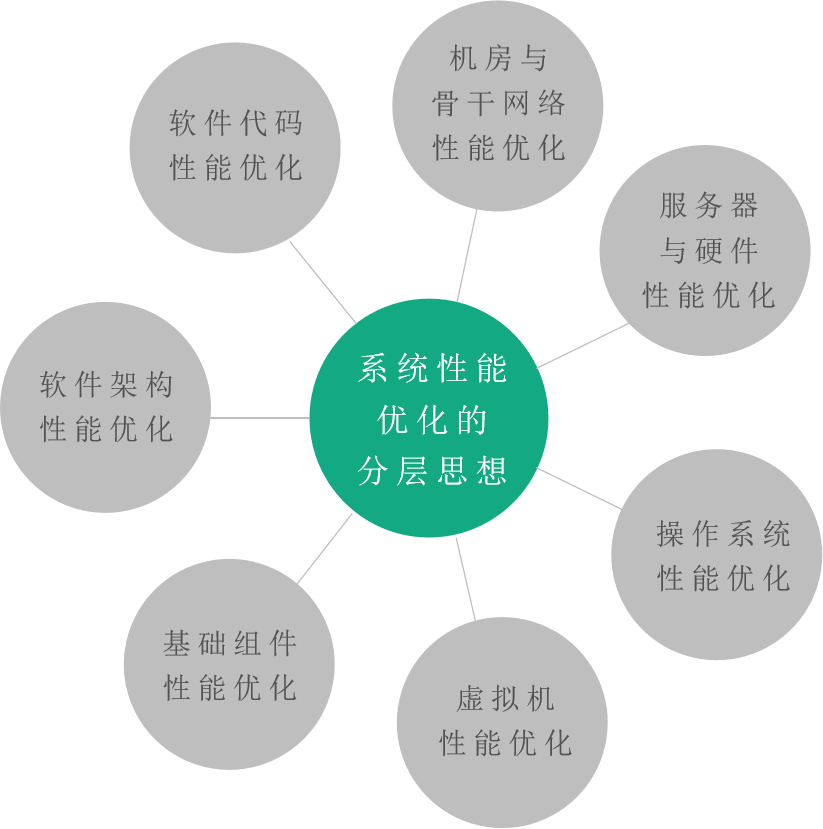 机房与
骨干网络
性能优化
软件代码
性能优化
服务器
与硬件
性能优化
系统性能
优化的
分层思想
软件架构
性能优化
操作系统
性能优化
基础组件
性能优化
虚拟机
性能优化